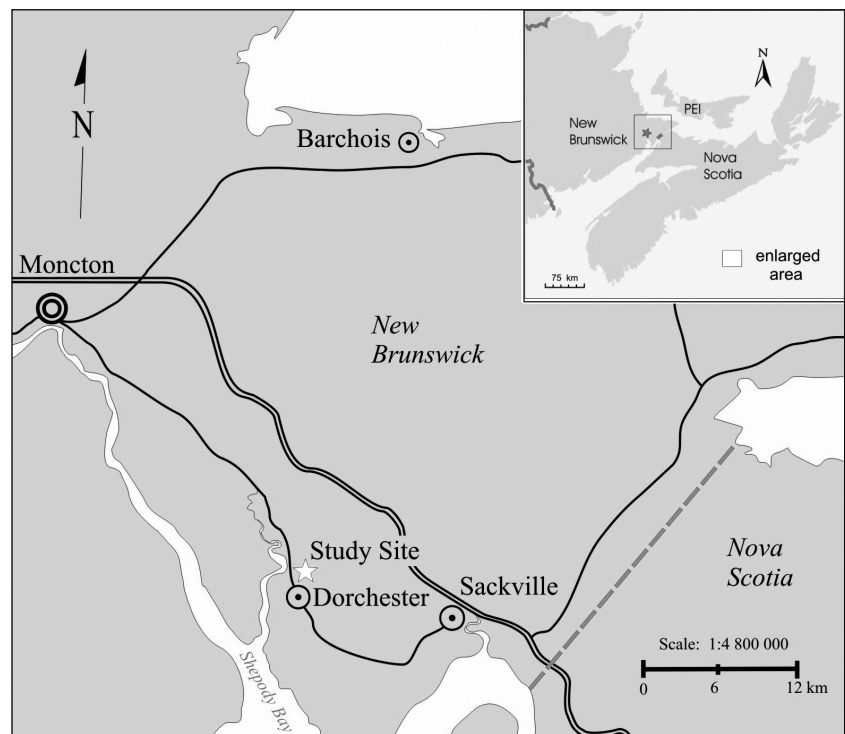 N
Barchois
Moncton
New
Brunswick
Study Site
Dorchester
Sackville
Shepody Bay
Nova
Scotia
Scale: 1:4 800 000
0 6 12 km
N
PEI
New
Brunswick
Nova
Scotia
75 km
enlarged
area